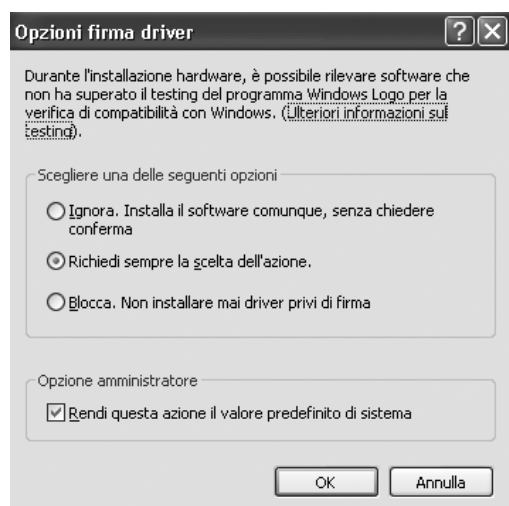 Opzioni firma driver
Durante l'installazione hardware, è possibile rilevare software che
non ha superato il testing del programma Windows Logo per la
verifica di compatibilità con Windows. (Ulteriori informazioni sul
testing).
Scegliere una delle seguenti opzioni
Ignora. Installa il software comunque, senza chiedere
conferma
Richiedi sempre la scelta dell'azione.
Blocca. Non installare mai driver privi di firma
Opzione amministratore
Rendi questa azione il valore predefinito di sistema
OK Annulla